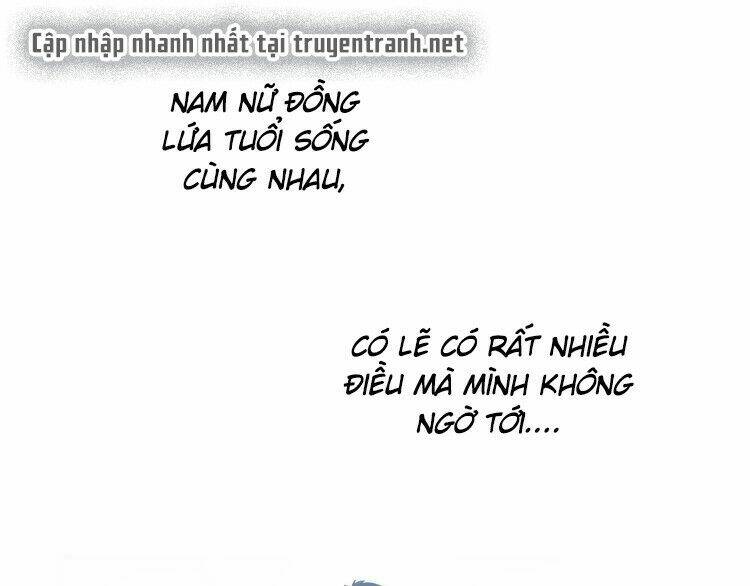 Cập nhập nhanh nhất tại truyentranh.net
NAM NỮ ĐỒNG
LỨA TUỔI SỐNG
CÙNG NHAU,
CÓ LẼ CÓ RẤT NHIỀU
ĐIỀU MÀ MÌNH KHÔNG
NGỜ TỚI....